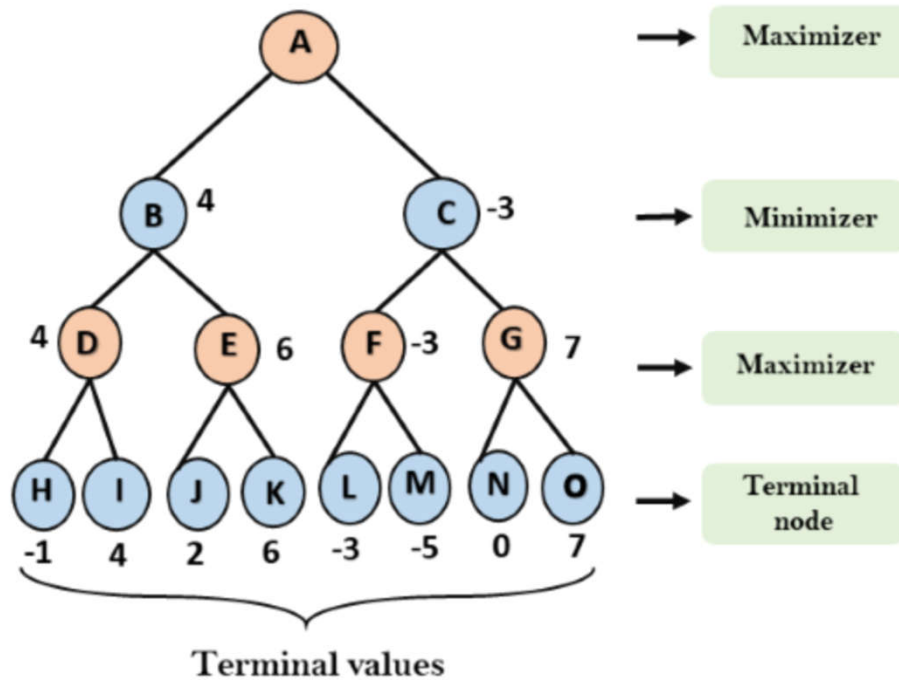 A
Maximizer
B
4
C
-3
Minimizer
4
D
E
6
F
-3
G
7
Maximizer
H
I
J
K
L
M
N
O
Terminal
node
-1
4
2
6
-3
-5
0
7
Terminal values